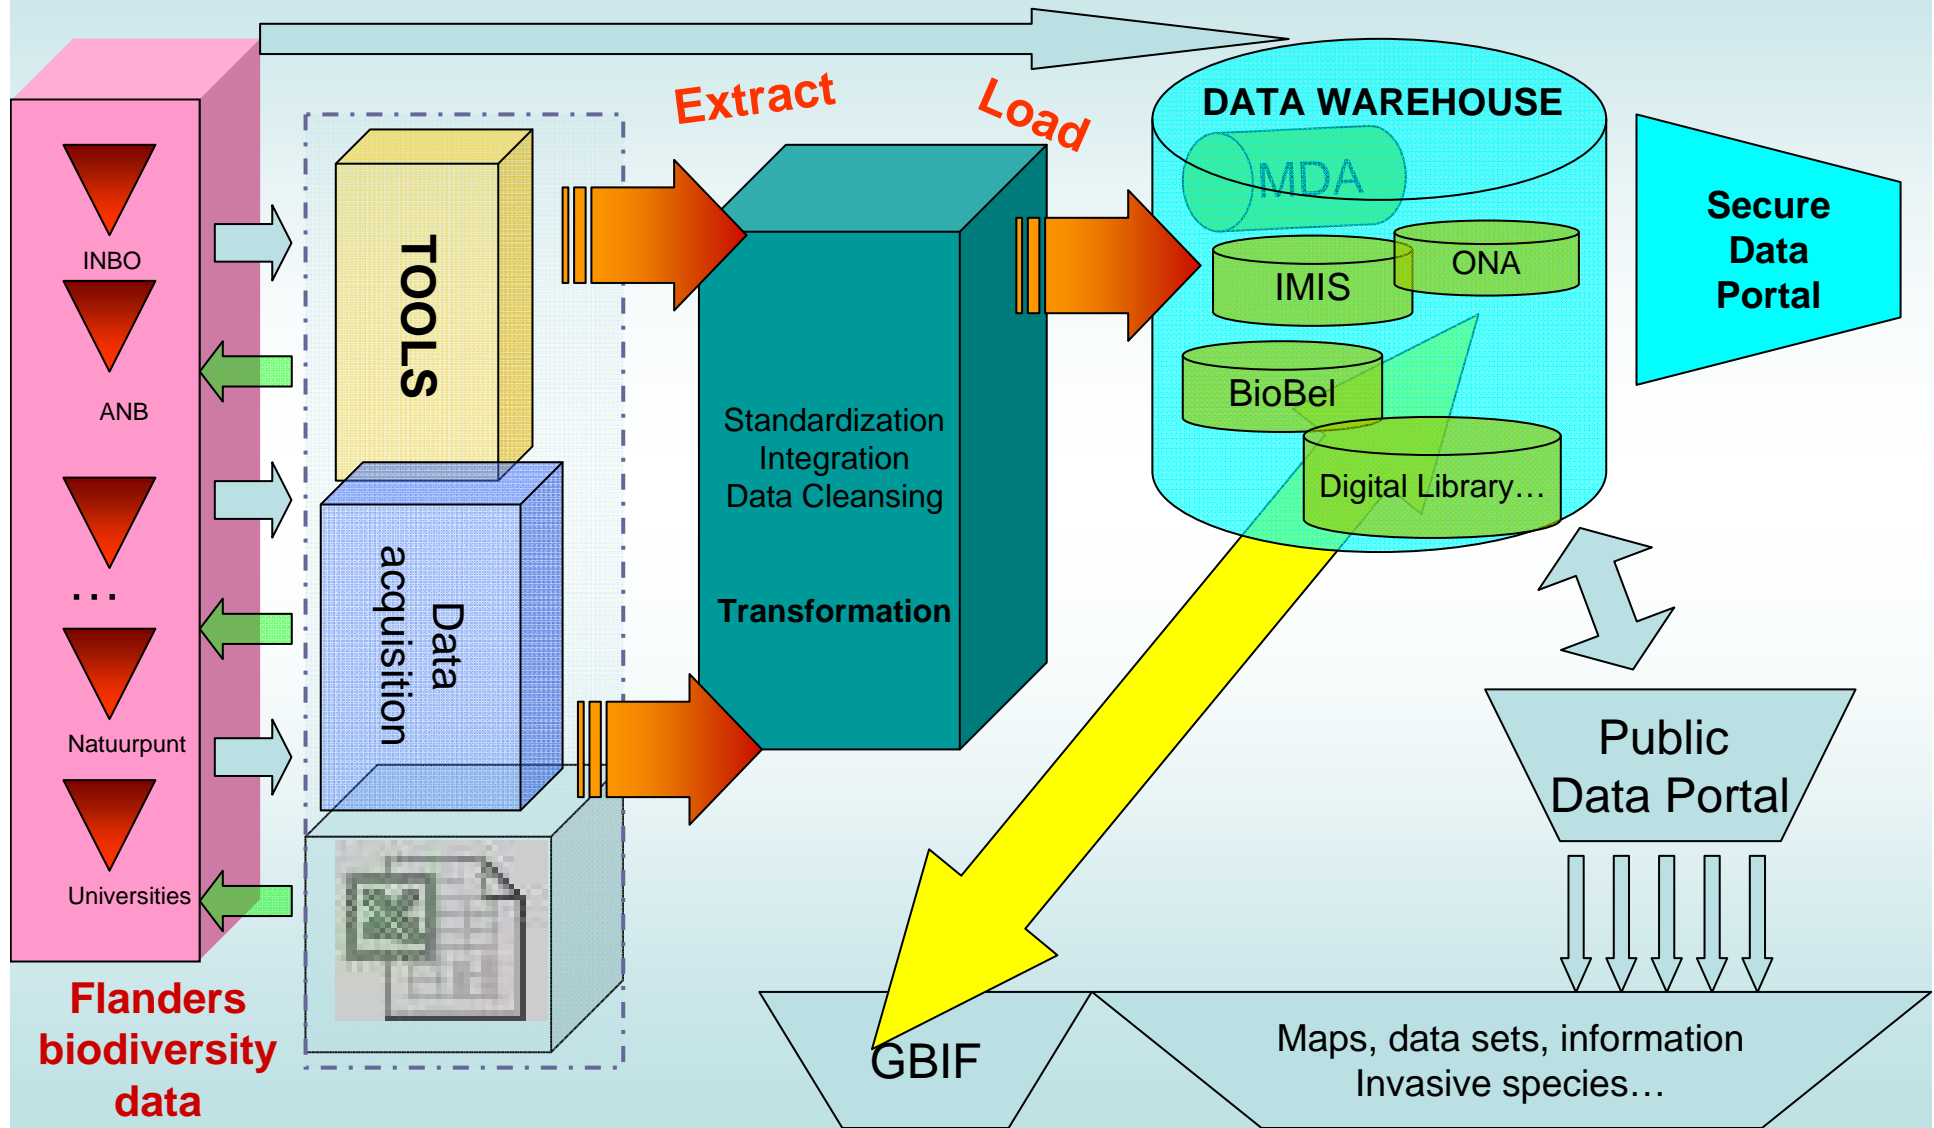 INBO
ANB
…
Natuurpunt
Universities
Flanders
biodiversity
data
TOOLS
Data
acquisition
Extract
Standardization
Integration
Data Cleansing
Transformation
Load
DATA WAREHOUSE
MDA
IMIS
ONA
BioBel
Digital Library…
Secure
Data
Portal
Public
Data Portal
GBIF
Maps, data sets, information
Invasive species…